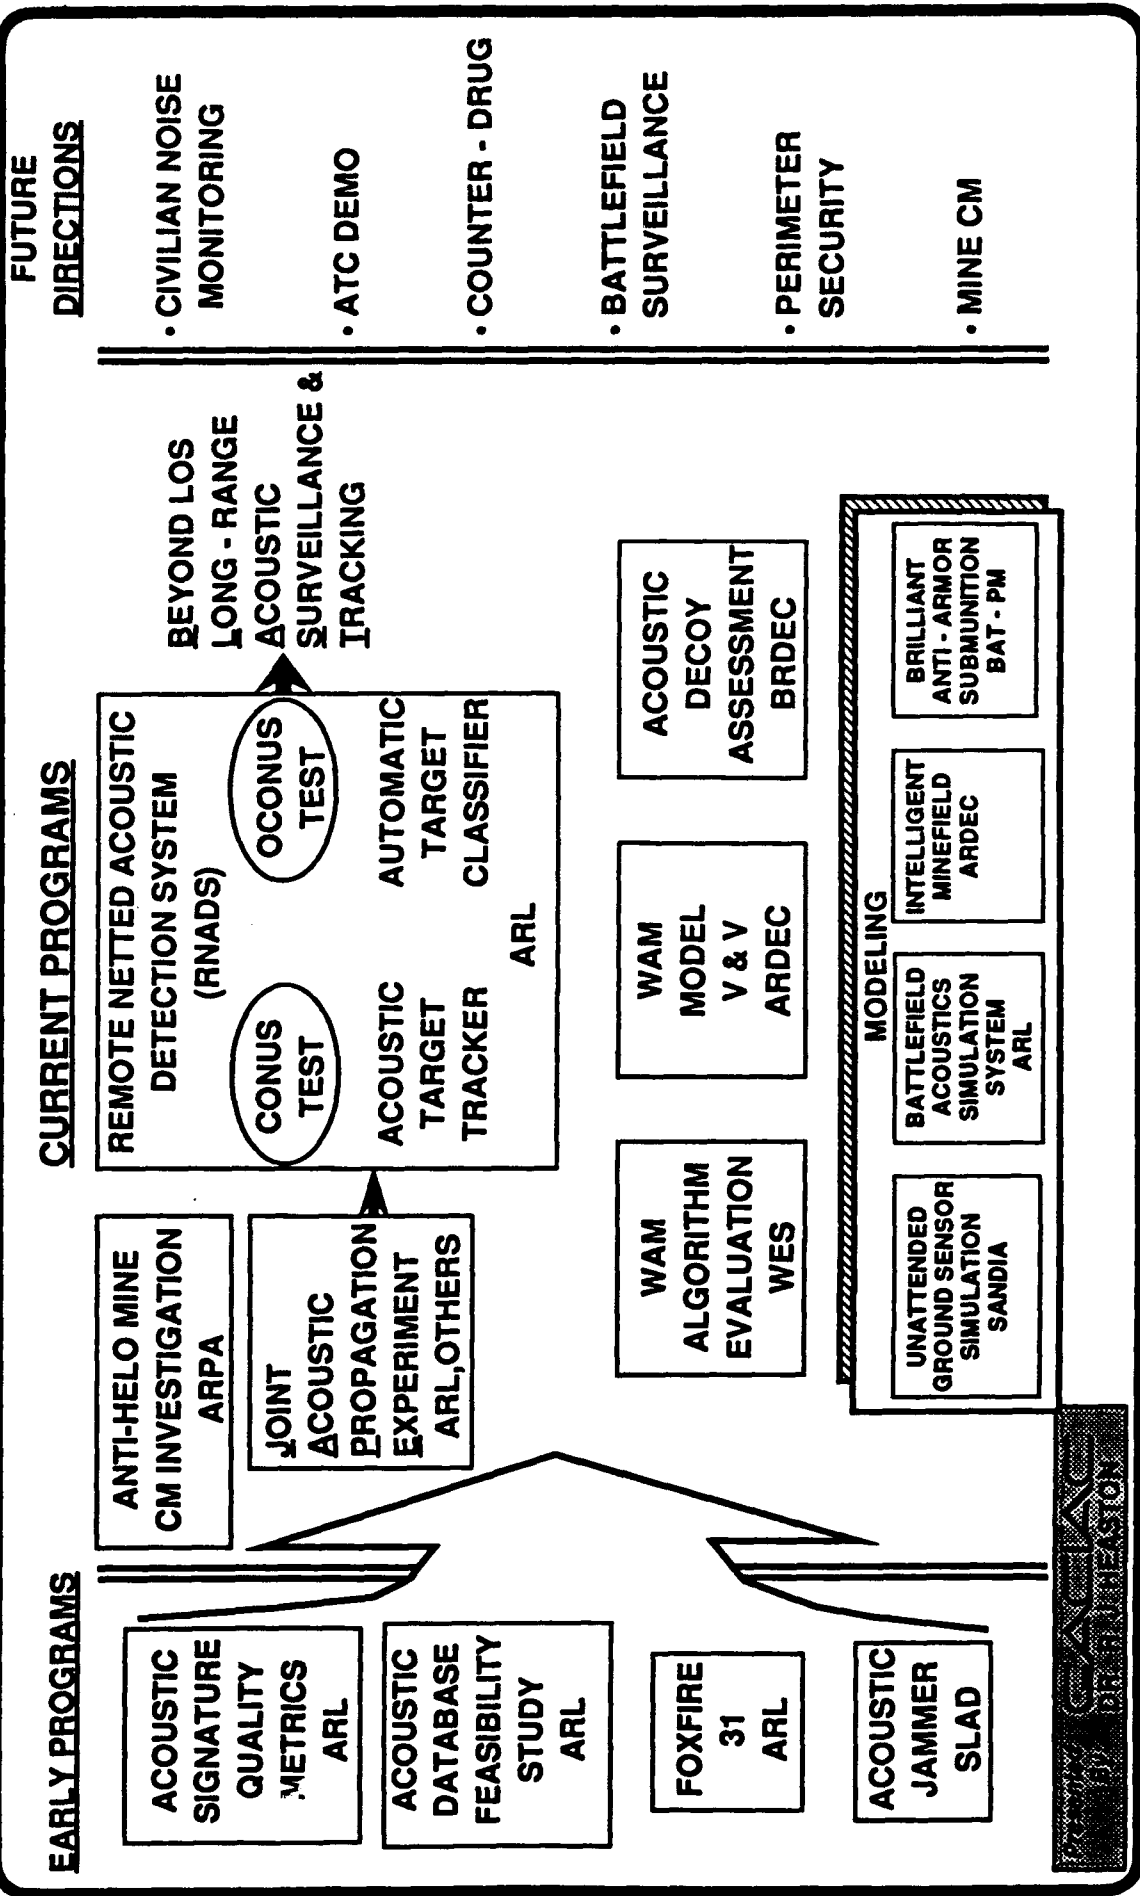 EARLY PROGRAMS
ACOUSTIC
SIGNATURE
QUALITY
METRICS
ARL
ACOUSTIC
DATABASE
FEASIBILITY
STUDY
ARL
FOXFIRE
31
ARL
ACOUSTIC
JAMMER
SLAD
CURRENT PROGRAMS
ANTI-HELO MINE
CM INVESTIGATION
ARPA
JOINT
ACOUSTIC
PROPAGATION
EXPERIMENT
ARL,OTHERS
REMOTE NETTED ACOUSTIC
DETECTION SYSTEM
(RNADS)
CONUS
TEST
OCONUS
TEST
ACOUSTIC
TARGET
TRACKER
AUTOMATIC
TARGET
CLASSIFIER
ARL
BEYOND LOS
LONG - RANGE
ACOUSTIC
SURVEILLANCE &
TRACKING
WAM
ALGORITHM
EVALUATION
WES
WAM
MODEL
V & V
ARDEC
ACOUSTIC
DECOY
ASSESSMENT
BRDEC
MODELING
UNATTENDED
GROUND SENSOR
SIMULATION
SANDIA
BATTLEFIELD
ACOUSTICS
SIMULATION
SYSTEM
ARL
INTELLIGENT
MINEFIELD
ARDEC
BRILLIANT
ANTI - ARMOR
SUBMUNITION
BAT - PM
FUTURE
DIRECTIONS
• CIVILIAN NOISE
MONITORING
• ATC DEMO
• COUNTER - DRUG
• BATTLEFIELD
SURVEILLANCE
• PERIMETER
SECURITY
• MINE CM
GACIAC
HEASTON